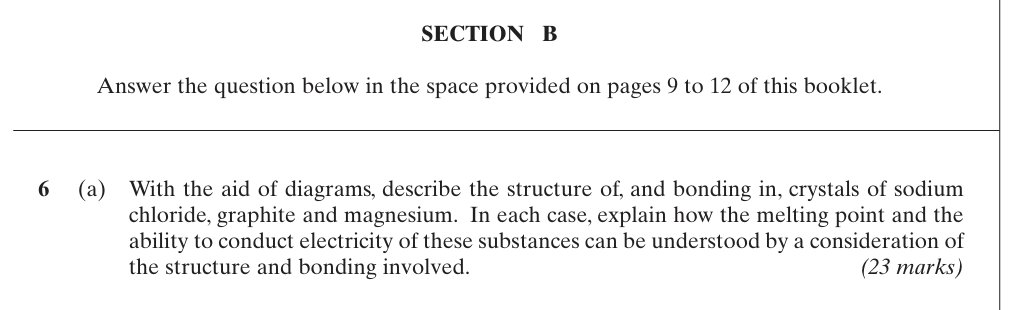 SECTION B
Answer the question below in the space provided on pages 9 to 12 of this booklet.
6 (a) With the aid of diagrams, describe the structure of, and bonding in, crystals of sodium
chloride, graphite and magnesium. In each case, explain how the melting point and the
ability to conduct electricity of these substances can be understood by a consideration of
the structure and bonding involved. (23 marks)